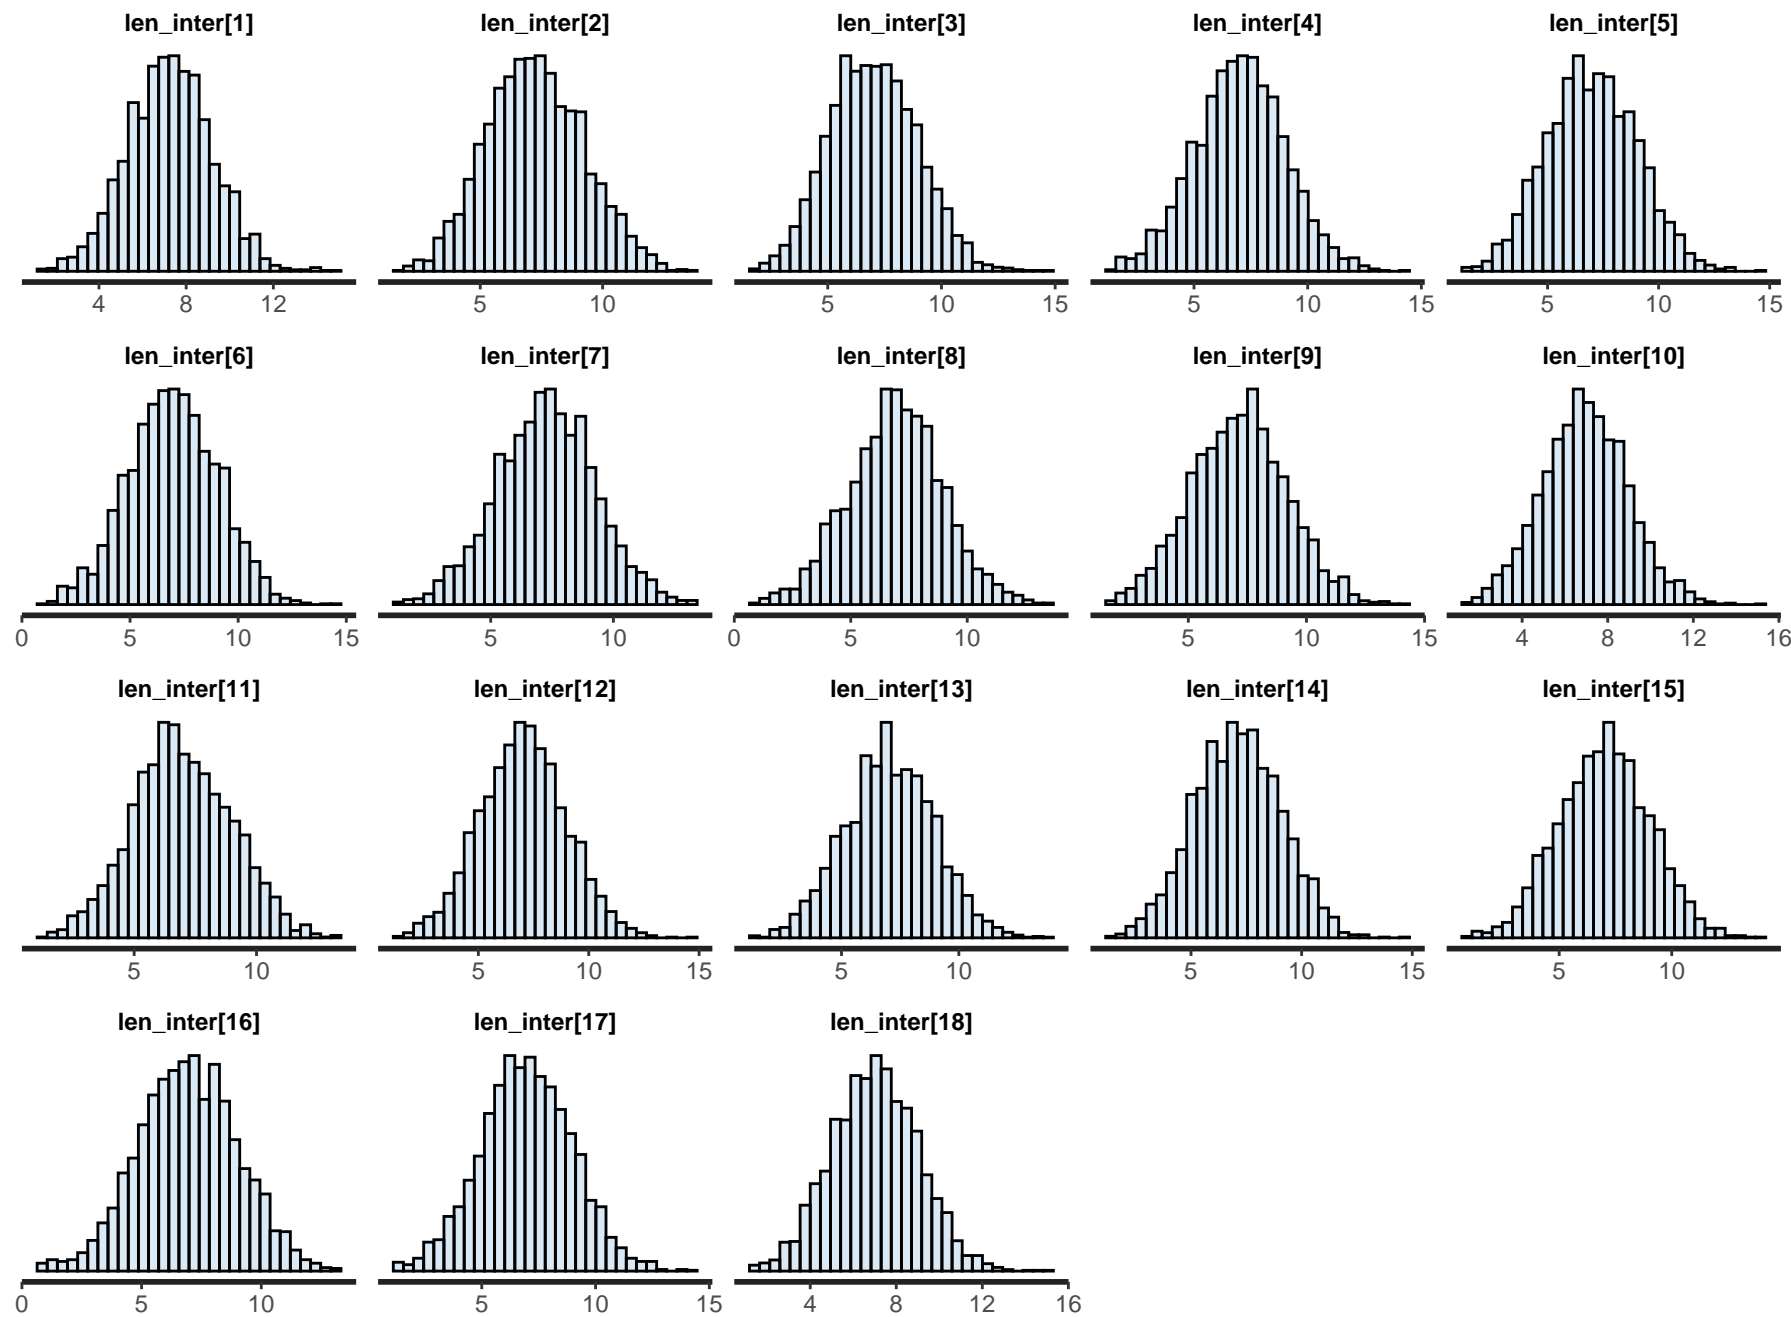 len_inter[1] len_inter[2] len_inter[3] len_inter[4] len_inter[5]
4 8 12 5 10 5 10 15 5 10 15 5 10 15
len_inter[6] len_inter[7] len_inter[8] len_inter[9] len_inter[10]
0 5 10 15 5 10 0 5 10 5 10 15 4 8 12 16
len_inter[11] len_inter[12] len_inter[13] len_inter[14] len_inter[15]
5 10 5 10 15 5 10 5 10 15 5 10
len_inter[16] len_inter[17] len_inter[18]
0 5 10 5 10 15 4 8 12 16